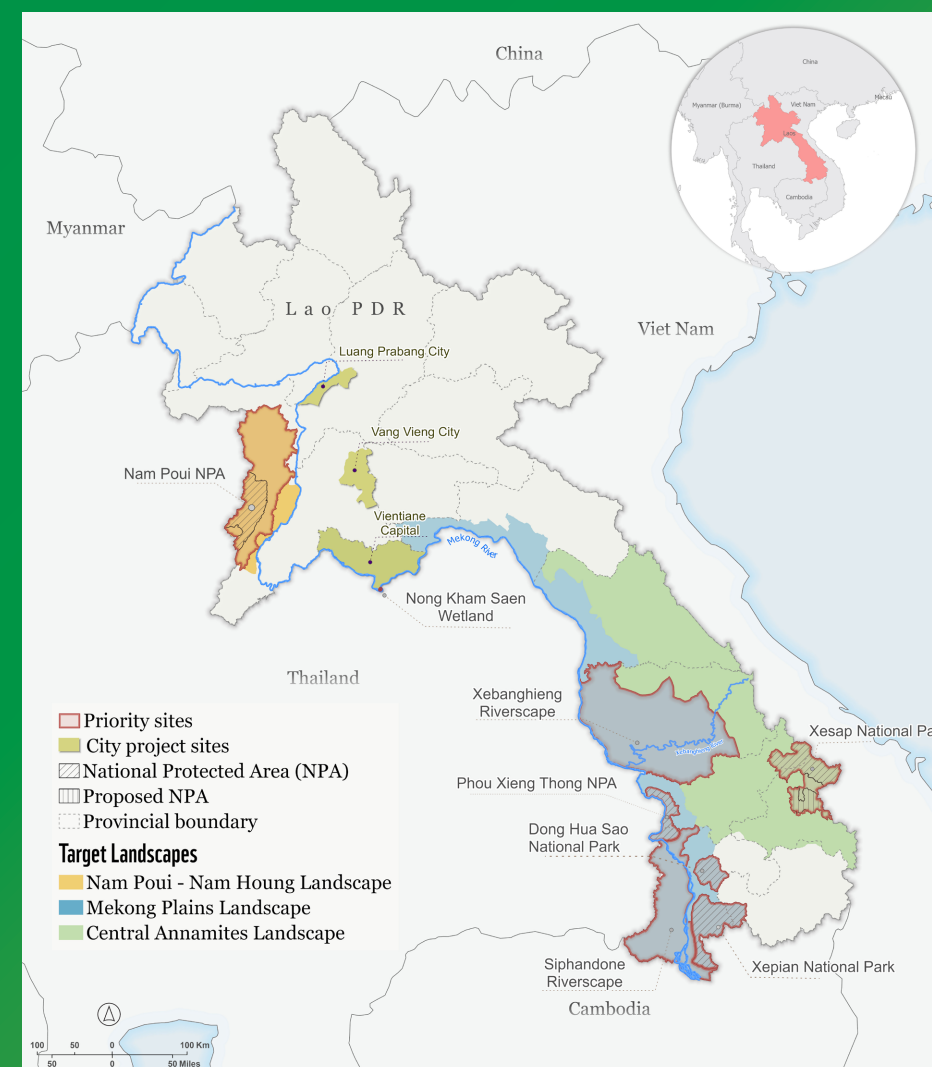 China
Myanmar
Lao PDR
Viet Nam
China
Myanmar (Burma)
Viet Nam
Macau
Laos
Thailand
Cambodia
Luang Prabang City
Vang Vieng City
Nam Poui NPA
Vientiane
Capital
Mekong River
Nong Kham Saen
Wetland
Thailand
Xebanghieng
Riverscape
Xesap National Pa
Phou Xieng Thong NPA
Dong Hua Sao
National Park
Siphandone
Riverscape
Xepian National Park
Cambodia
Priority sites
City project sites
National Protected Area (NPA)
Proposed NPA
Provincial boundary
Target Landscapes
Nam Poui - Nam Houng Landscape
Mekong Plains Landscape
Central Annamites Landscape
100 50 0 100 Km
50 0 50 Miles